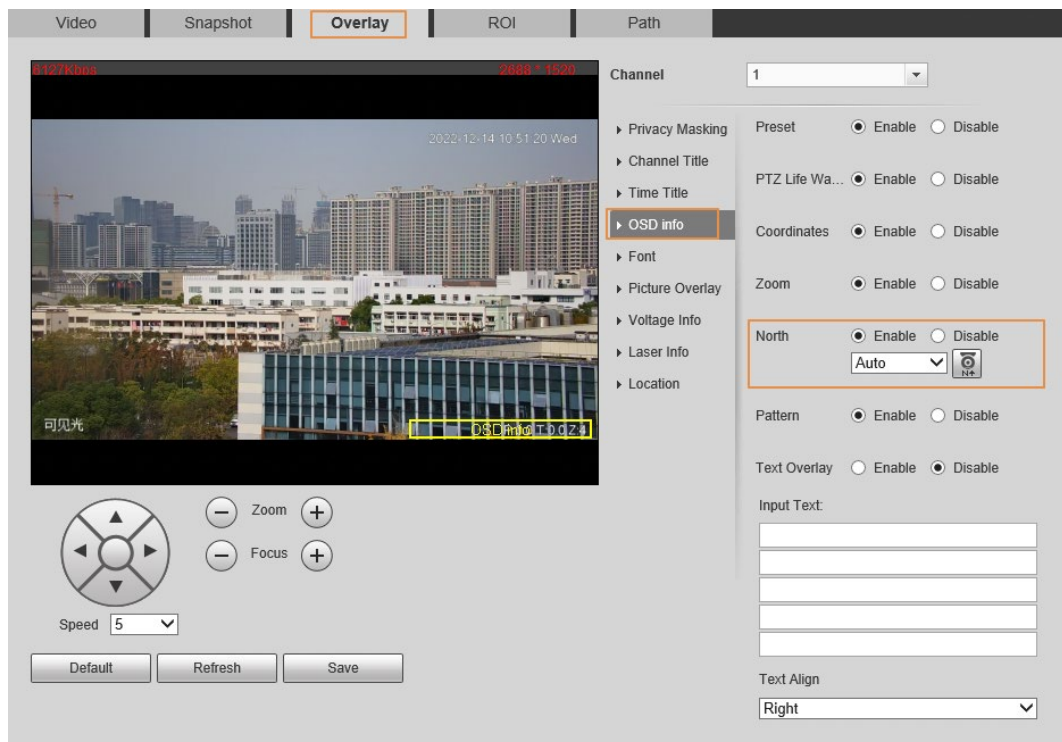 Video Snapshot Overlay ROI Path
6127Kbps 2688 * 1520
2022-12-14 10:51:20 Wed
可见光
OSD info
Zoom
Focus
Speed 5
Default Refresh Save
Channel 1
Privacy Masking
Channel Title
Time Title
OSD info
Font
Picture Overlay
Voltage Info
Laser Info
Location
Preset Enable Disable
PTZ Life Wa... Enable Disable
Coordinates Enable Disable
Zoom Enable Disable
North Enable Disable
Auto N
Pattern Enable Disable
Text Overlay Enable Disable
Input Text:
Text Align
Right